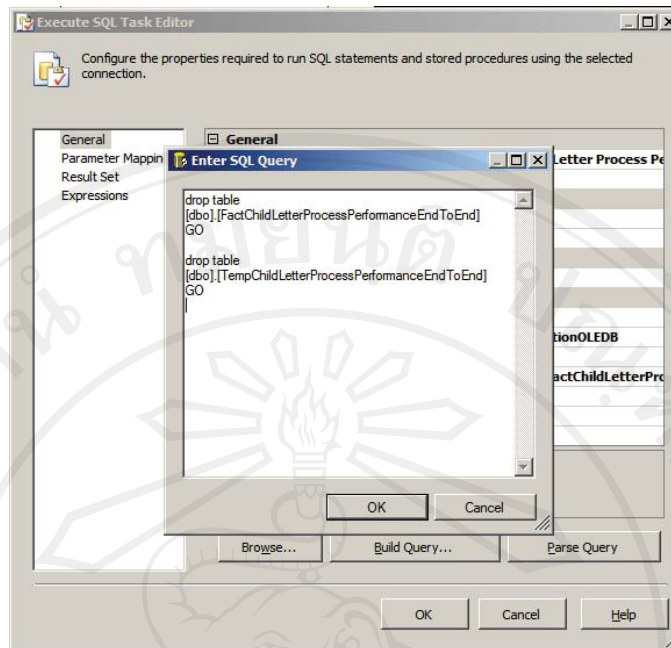 Execute SQL Task Editor
Configure the properties required to run SQL statements and stored procedures using the selected
connection.
General
Parameter Mappin
Result Set
Expressions
General
Letter Process Pe
tionOLEDB
actChildLetterPro
Enter SQL Query
drop table
[dbo].[FactChildLetterProcessPerformanceEndToEnd]
GO
drop table
[dbo].[TempChildLetterProcessPerformanceEndToEnd]
GO
OK Cancel
Browse... Build Query... Parse Query
OK Cancel Help